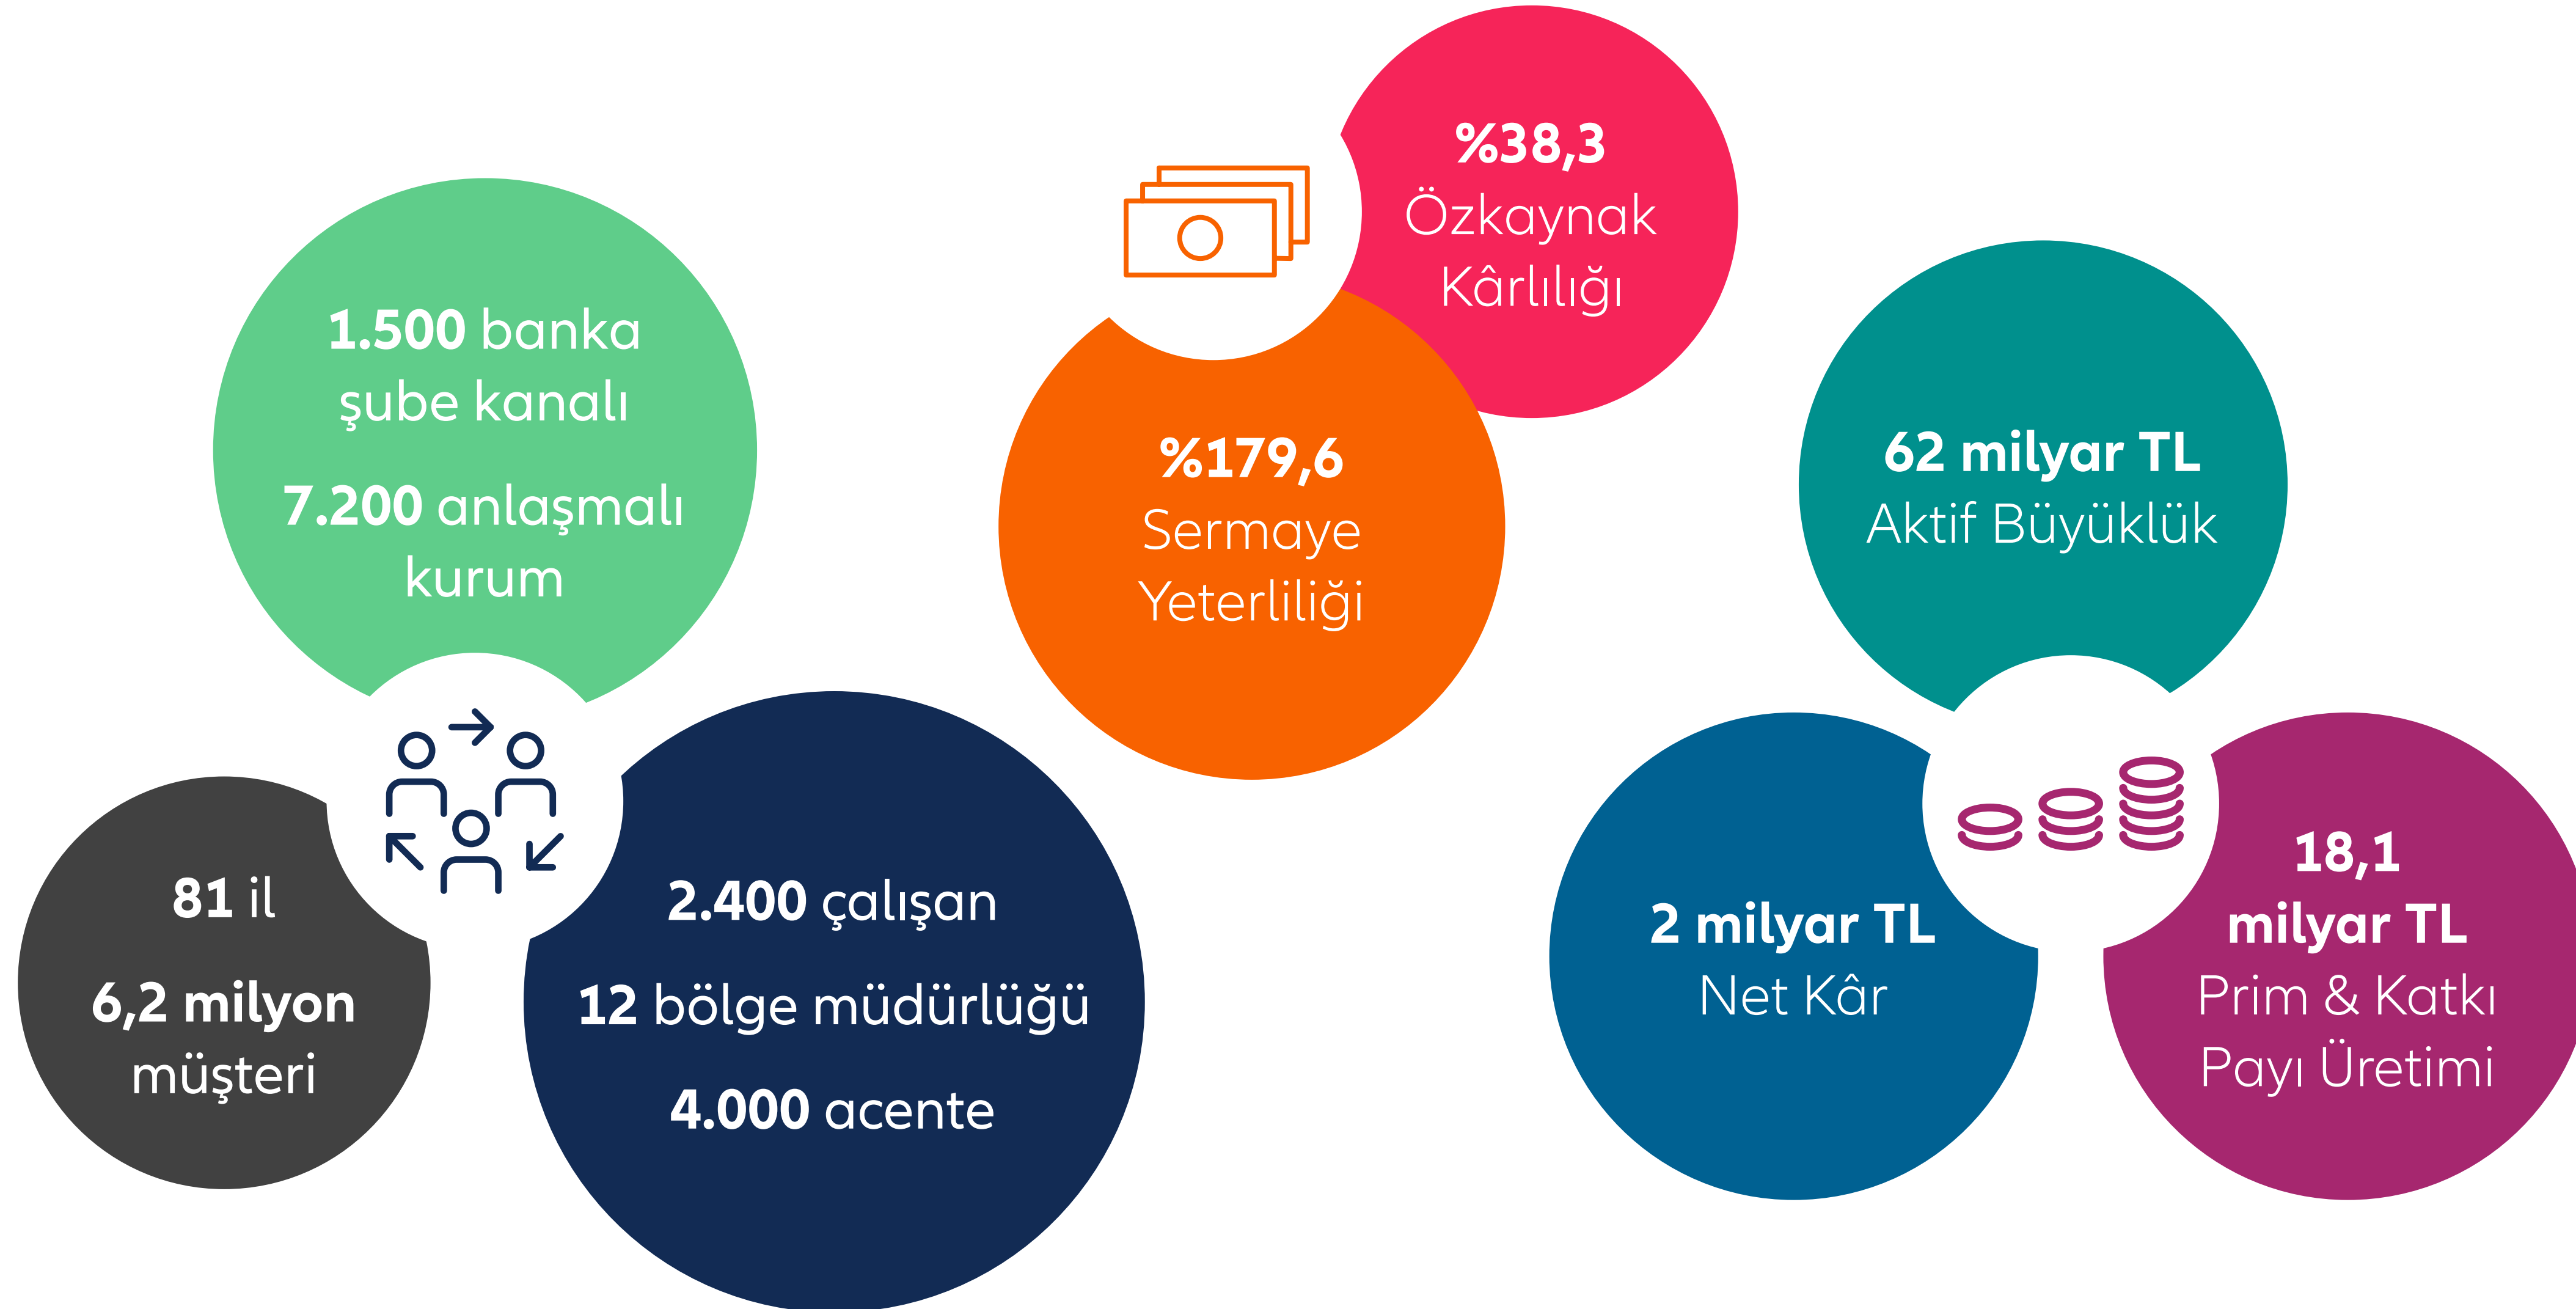 1.500 banka
şube kanalı
7.200 anlaşmalı
kurum
81 il
6,2 milyon
müşteri
2.400 çalışan
12 bölge müdürlüğü
4.000 acente
%38,3
Özkaynak
Kârlılığı
%179,6
Sermaye
Yeterliliği
62 milyar TL
Aktif Büyüklük
2 milyar TL
Net Kâr
18,1
milyar TL
Prim & Katkı
Payı Üretimi